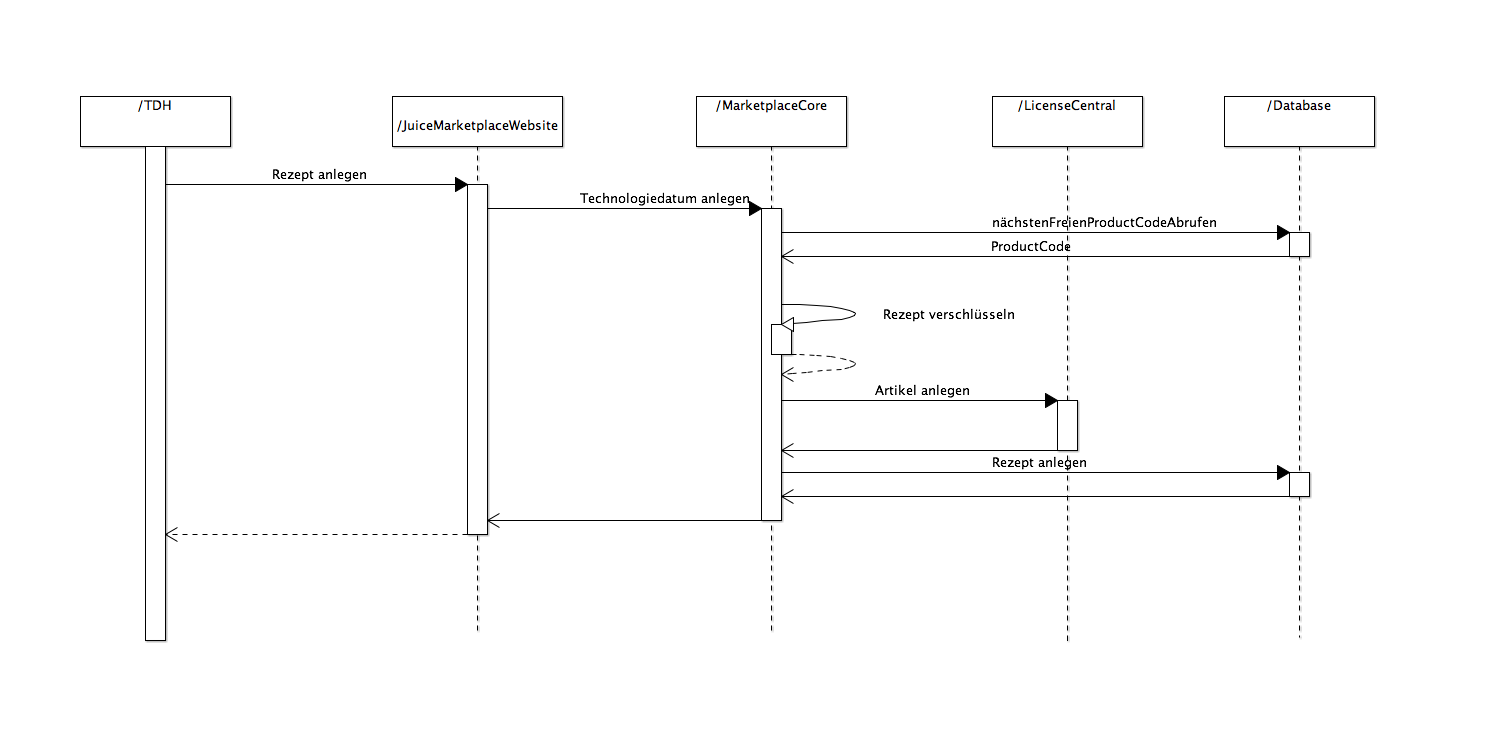 /TDH
/JuiceMarketplaceWebsite
/MarketplaceCore
/LicenseCentral
/Database
Rezept anlegen
Technologiedatum anlegen
nächstenFreienProductCodeAbrufen
ProductCode
Rezept verschlüsseln
Artikel anlegen
Rezept anlegen